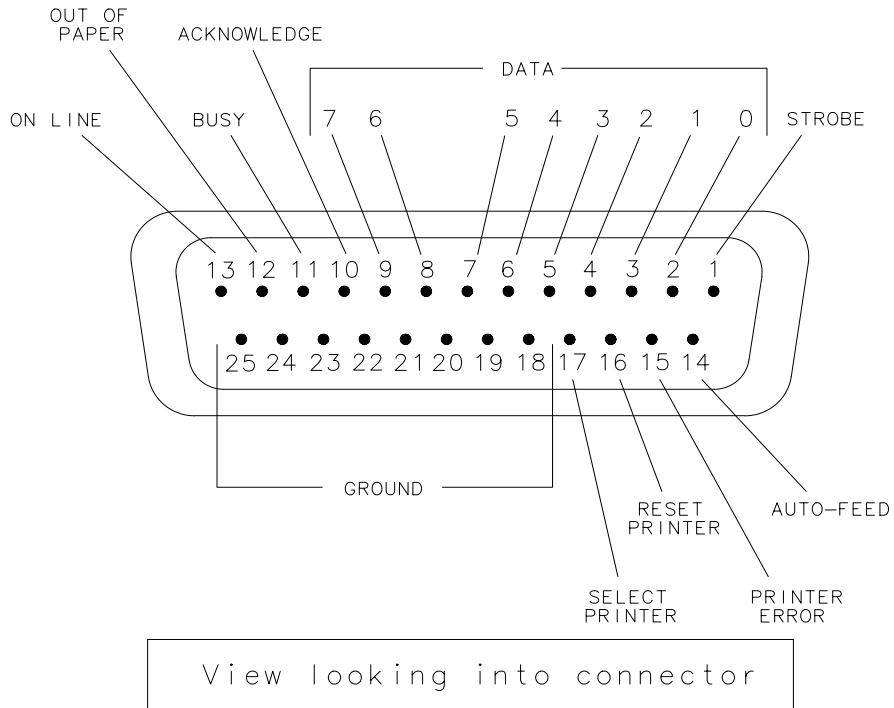 OUT OF
PAPER
ACKNOWLEDGE
DATA
ON LINE
BUSY
7 6 5 4 3 2 1 0
STROBE
13 12 11 10 9 8 7 6 5 4 3 2 1
25 24 23 22 21 20 19 18 17 16 15 14
GROUND
RESET
PRINTER
AUTO-FEED
SELECT
PRINTER
PRINTER
ERROR
View looking into connector